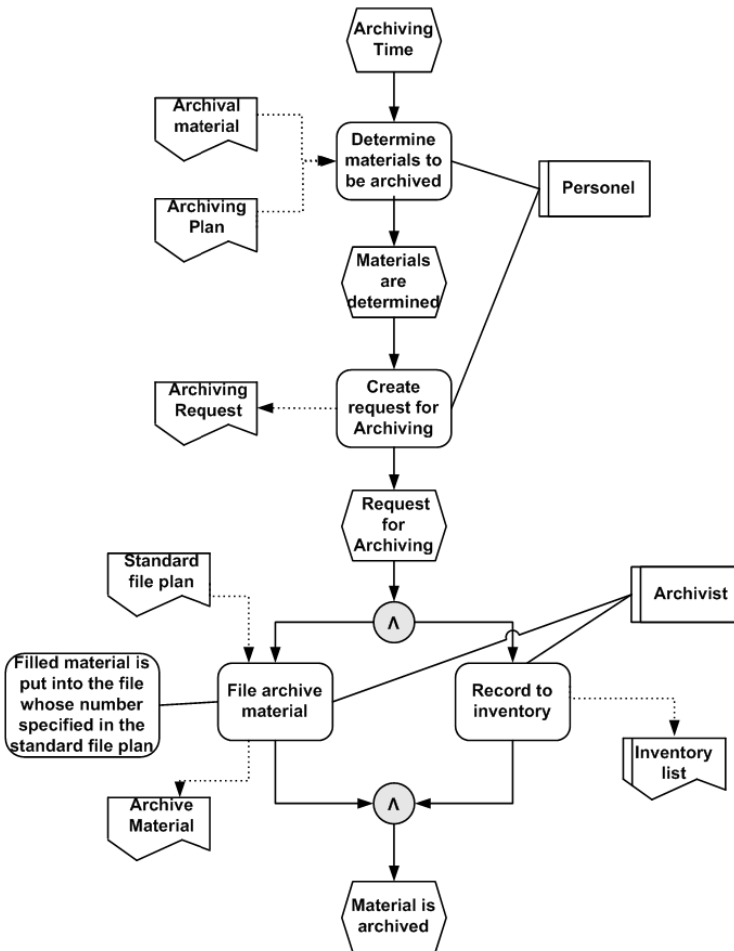 Archiving
Time
Archival
material
Determine
materials to
be archived
Personel
Archiving
Plan
Materials
are
determined
Archiving
Request
Create
request for
Archiving
Request
for
Archiving
Standard
file plan
Λ
Archivist
Filled material is
put into the file
whose number
specified in the
standard file plan
File archive
material
Record to
inventory
Inventory
list
Archive
Material
Λ
Material is
archived